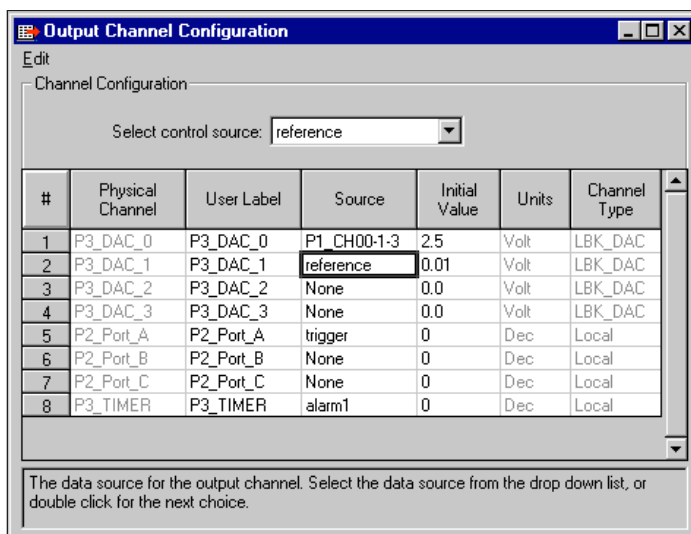 Output Channel Configuration
Edit
Channel Configuration
Select control source: reference
# Physical Channel User Label Source Initial Value Units Channel Type
1 P3_DAC_0 P3_DAC_0 P1_CH00-1-3 2.5 Volt LBK_DAC
2 P3_DAC_1 P3_DAC_1 reference 0.01 Volt LBK_DAC
3 P3_DAC_2 P3_DAC_2 None 0.0 Volt LBK_DAC
4 P3_DAC_3 P3_DAC_3 None 0.0 Volt LBK_DAC
5 P2_Port_A P2_Port_A trigger 0 Dec Local
6 P2_Port_B P2_Port_B None 0 Dec Local
7 P2_Port_C P2_Port_C None 0 Dec Local
8 P3_TIMER P3_TIMER alarm1 0 Dec Local
The data source for the output channel. Select the data source from the drop down list, or
double click for the next choice.